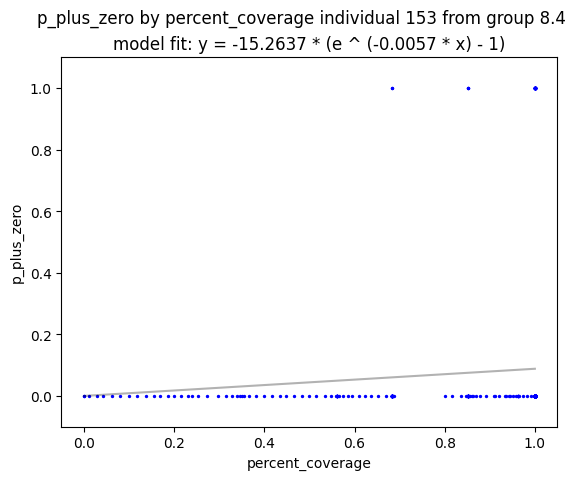 p_plus_zero by percent_coverage individual 153 from group 8.4
model fit: y = -15.2637 * (e ^ (-0.0057 * x) - 1)
1.0
0.8
0.6
0.4
0.2
0.0
p_plus_zero
0.0 0.2 0.4 0.6 0.8 1.0
percent_coverage